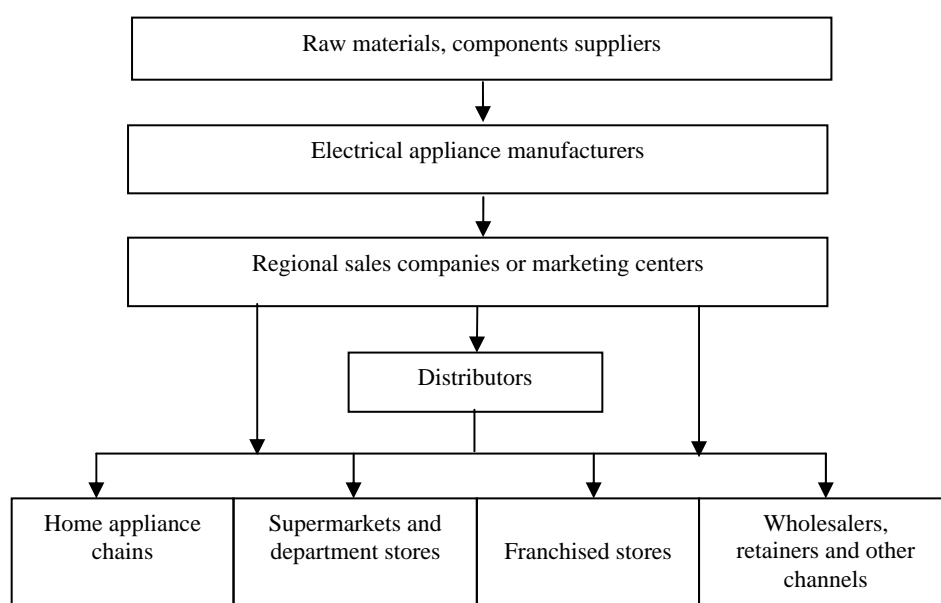 Raw materials, components suppliers
Electrical appliance manufacturers
Regional sales companies or marketing centers
Distributors
Home appliance
chains
Supermarkets and
department stores
Franchised stores
Wholesalers,
retainers and other
channels